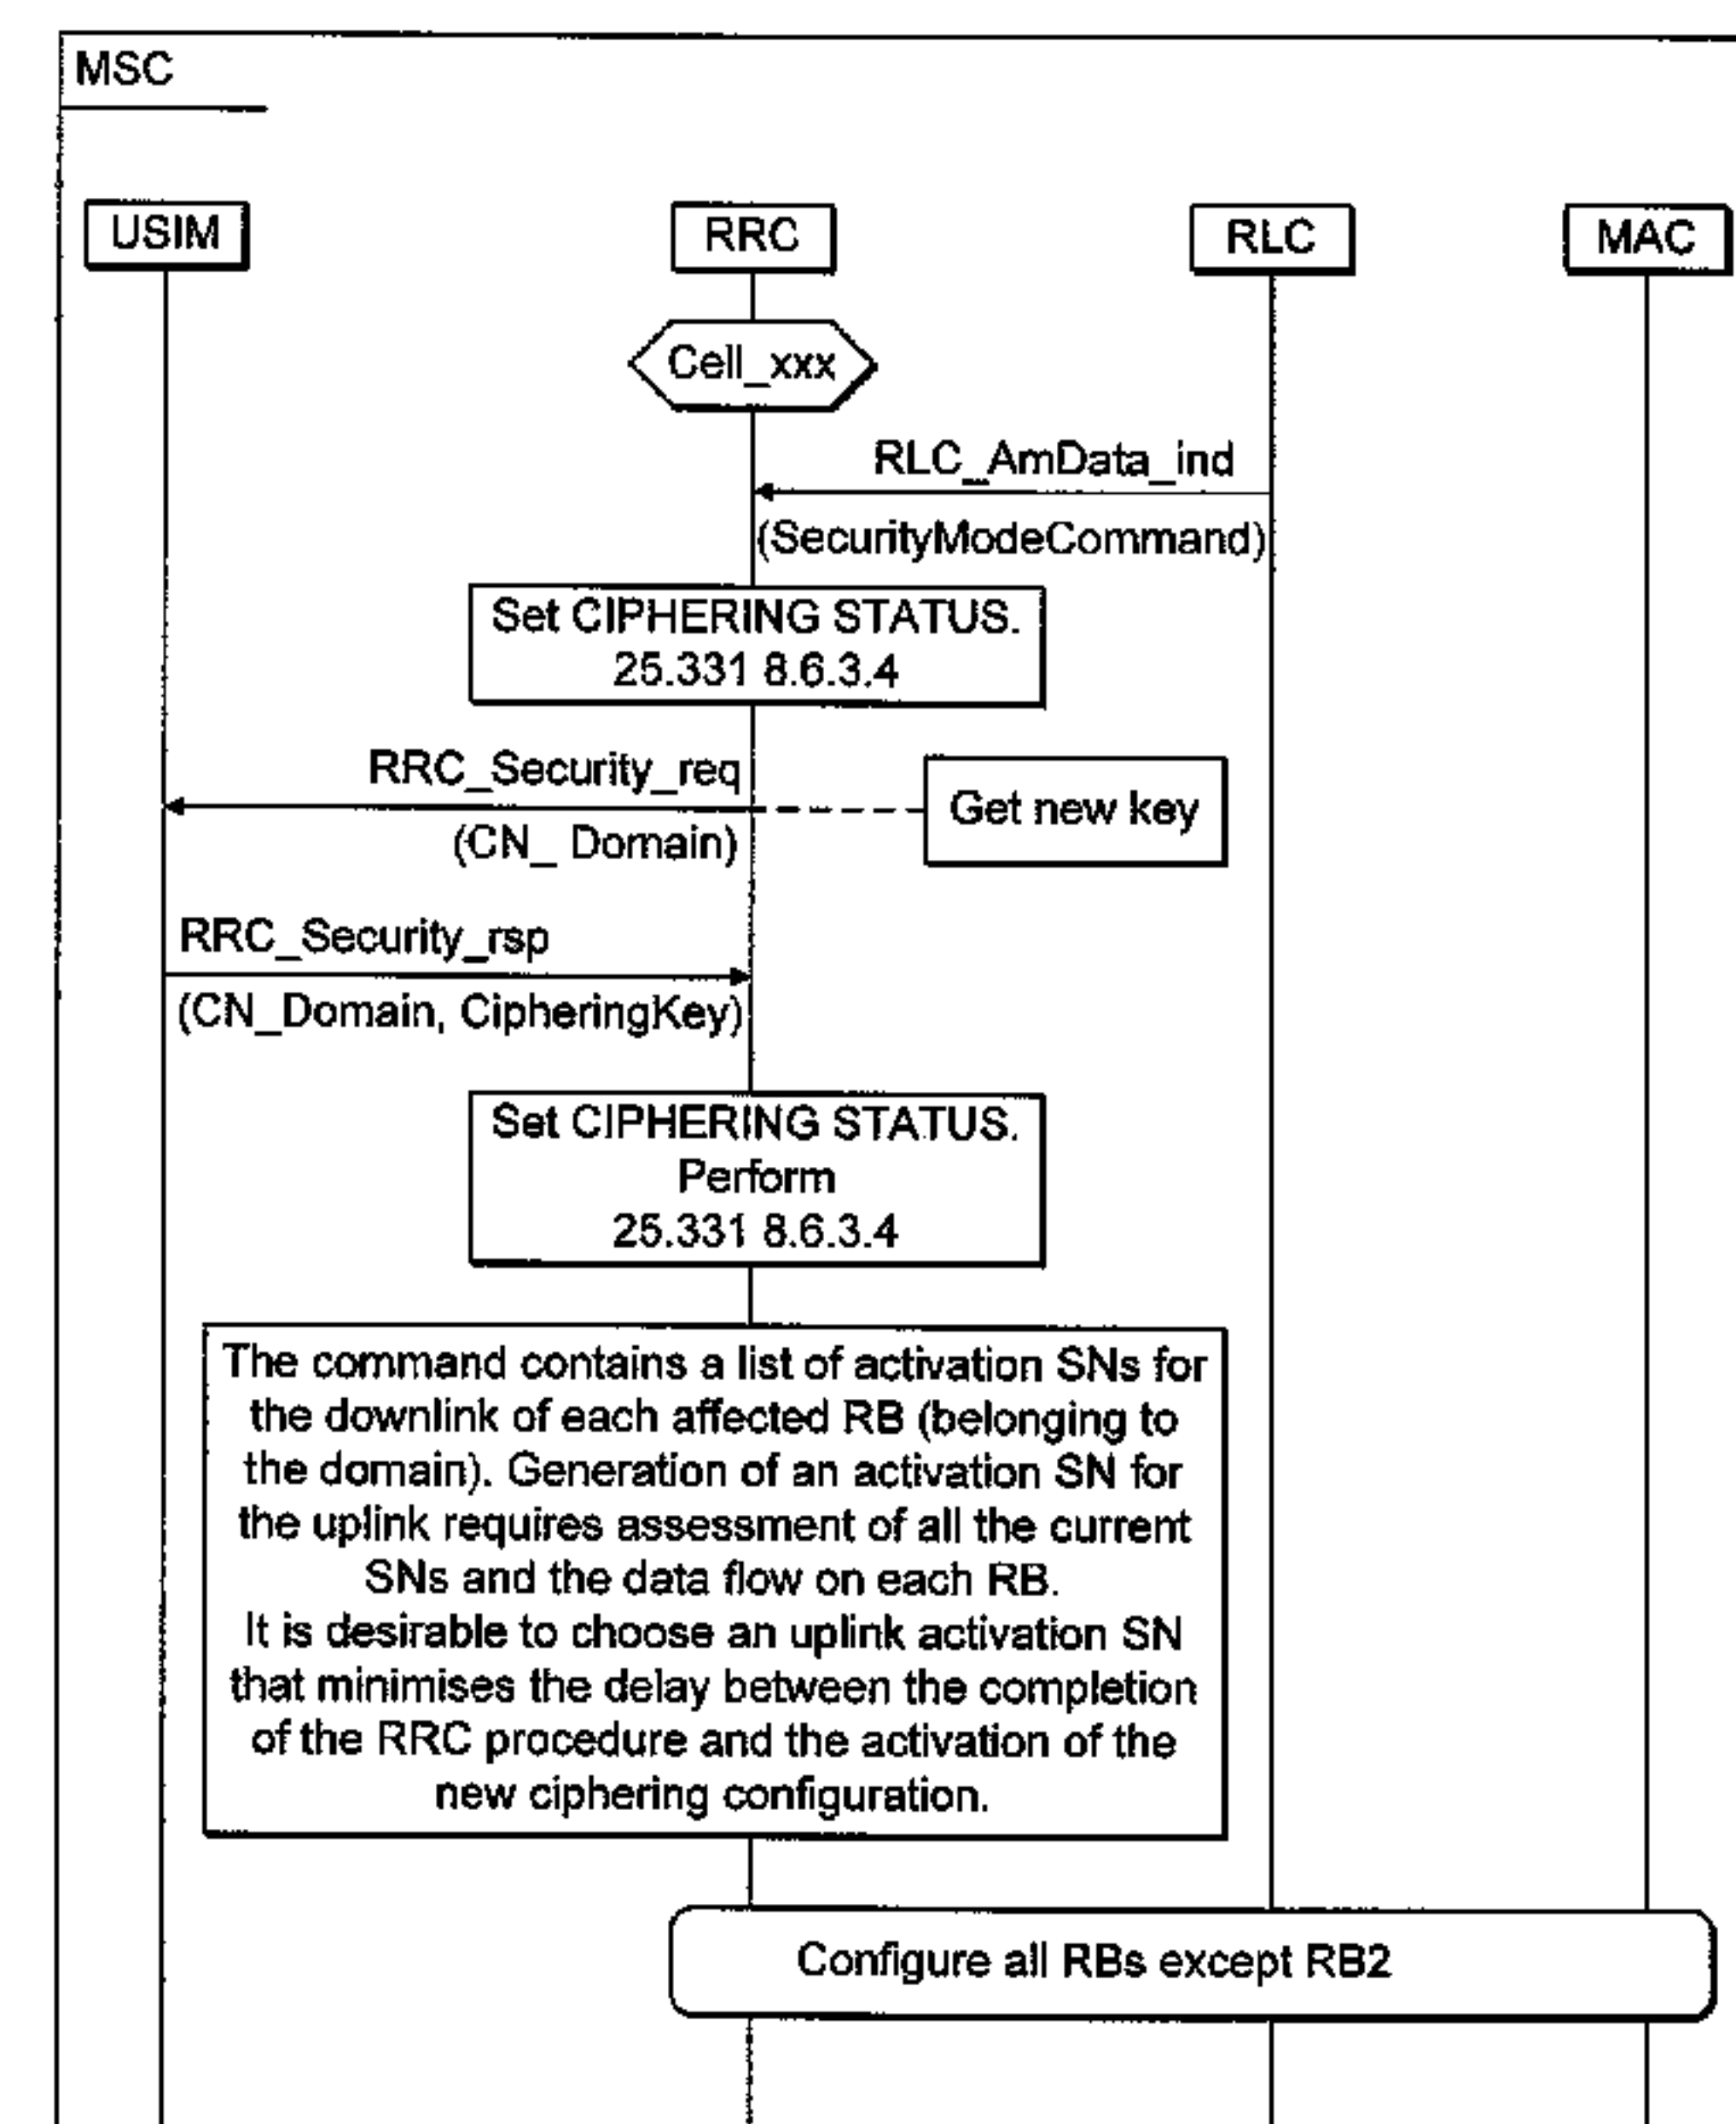 MSC
USIM
RRC
RLC
MAC
Cell_xxx
RLC_AmData_ind
(SecurityModeCommand)
Set CIPHERING STATUS.
25.331 8.6.3.4
RRC_Security_req
(CN_ Domain)
Get new key
RRC_Security_rsp
(CN_Domain, CipheringKey)
Set CIPHERING STATUS.
Perform
25.331 8.6.3.4
The command contains a list of activation SNs for
the downlink of each affected RB (belonging to
the domain). Generation of an activation SN for
the uplink requires assessment of all the current
SNs and the data flow on each RB.
It is desirable to choose an uplink activation SN
that minimises the delay between the completion
of the RRC procedure and the activation of the
new ciphering configuration.
Configure all RBs except RB2